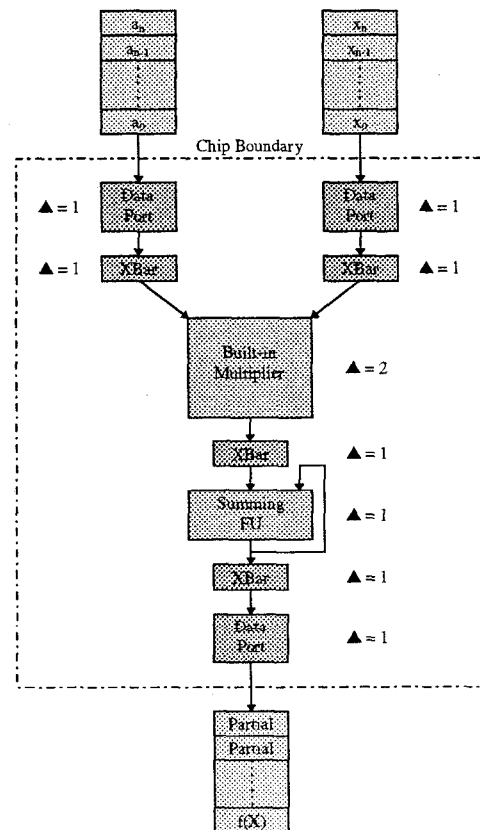 aₙ xₙ
aₙ₋₁ xₙ₋₁
a₀ x₀
Chip Boundary
▲ = 1 Data Port Data Port ▲ = 1
▲ = 1 XBar XBar ▲ = 1
Built-in
Multiplier
▲ = 2
XBar ▲ = 1
Summing
FU
▲ = 1
XBar ▲ = 1
Data
Port
▲ = 1
Partial
Partial
f(X)